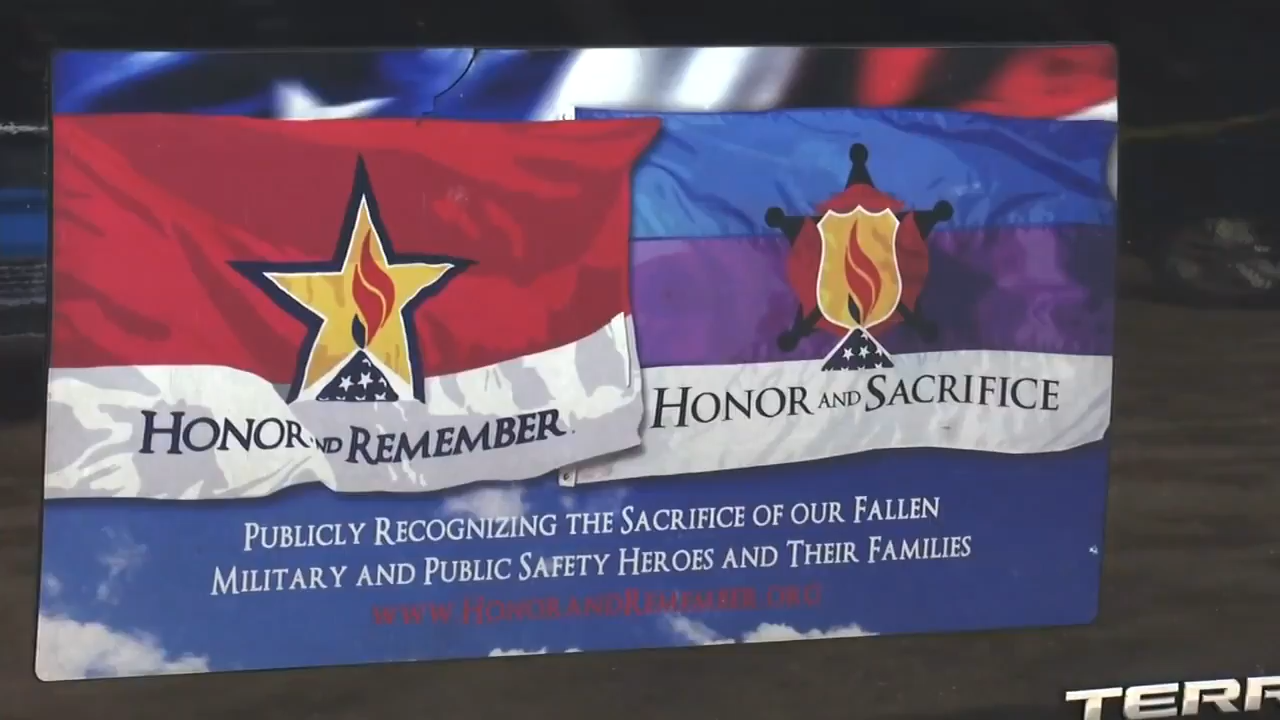 HONOR AND REMEMBER
HONOR AND SACRIFICE
PUBLICLY RECOGNIZING THE SACRIFICE OF OUR FALLEN
MILITARY AND PUBLIC SAFETY HEROES AND THEIR FAMILIES
WWW.HONORANDREMEMBER.ORG
TERR